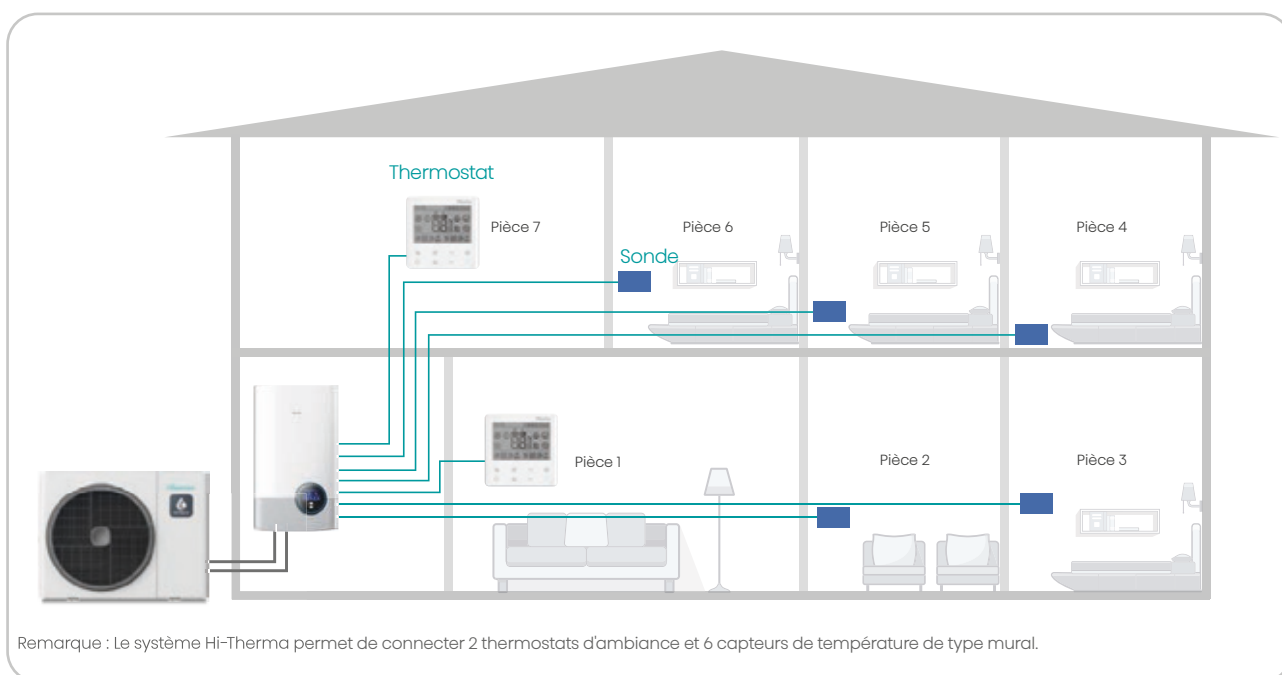 Thermostat
Pièce 7
Pièce 6
Pièce 5
Pièce 4
Sonde
Pièce 1
Pièce 2
Pièce 3
Remarque : Le système Hi-Therma permet de connecter 2 thermostats d'ambiance et 6 capteurs de température de type mural.